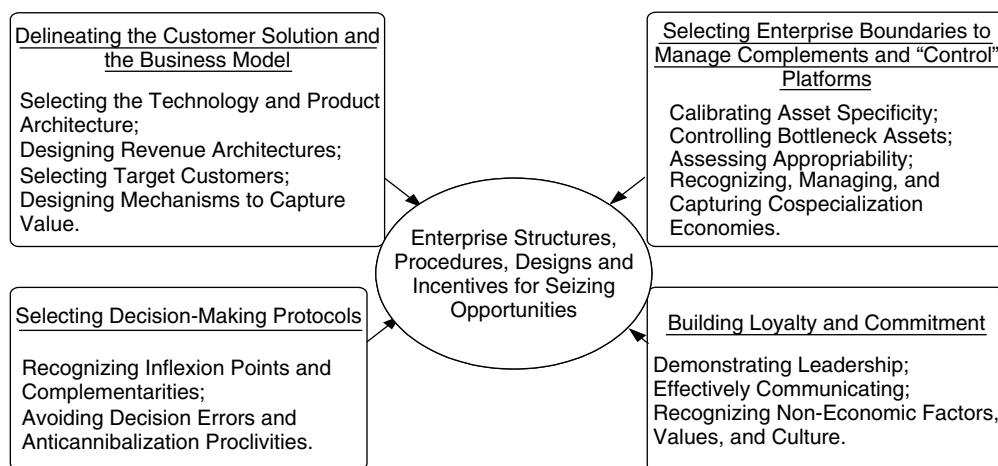 Delineating the Customer Solution and
the Business Model
Selecting the Technology and Product
Architecture;
Designing Revenue Architectures;
Selecting Target Customers;
Designing Mechanisms to Capture
Value.
Selecting Enterprise Boundaries to
Manage Complements and “Control”
Platforms
Calibrating Asset Specificity;
Controlling Bottleneck Assets;
Assessing Appropriability;
Recognizing, Managing, and
Capturing Cospecialization
Economies.
Enterprise Structures,
Procedures, Designs and
Incentives for Seizing
Opportunities
Selecting Decision-Making Protocols
Recognizing Inflexion Points and
Complementarities;
Avoiding Decision Errors and
Anticannibalization Proclivities.
Building Loyalty and Commitment
Demonstrating Leadership;
Effectively Communicating;
Recognizing Non-Economic Factors,
Values, and Culture.